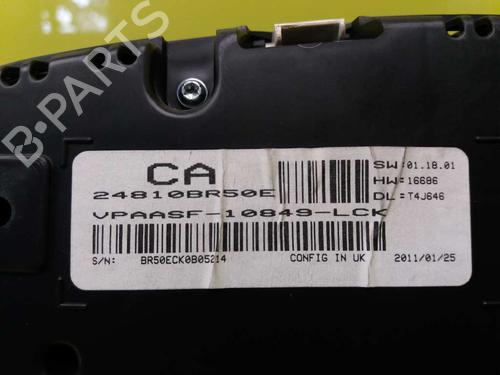 B-PARTS
CA
24810BR50E
VPAASF-10849-LCK
SW:01.18.01
HW:16686
DL:T4J646
S/N: BR50ECK0B05214 CONFIG IN UK 2011/01/25